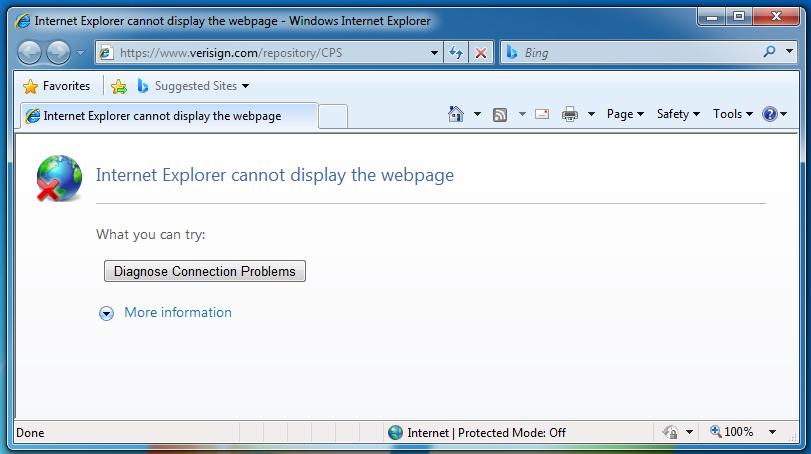 Internet Explorer cannot display the webpage - Windows Internet Explorer
https://www.verisign.com/repository/CPS
Bing
Favorites
Suggested Sites
Internet Explorer cannot display the webpage
Page
Safety
Tools
Internet Explorer cannot display the webpage
What you can try:
Diagnose Connection Problems
More information
Done
Internet | Protected Mode: Off
100%